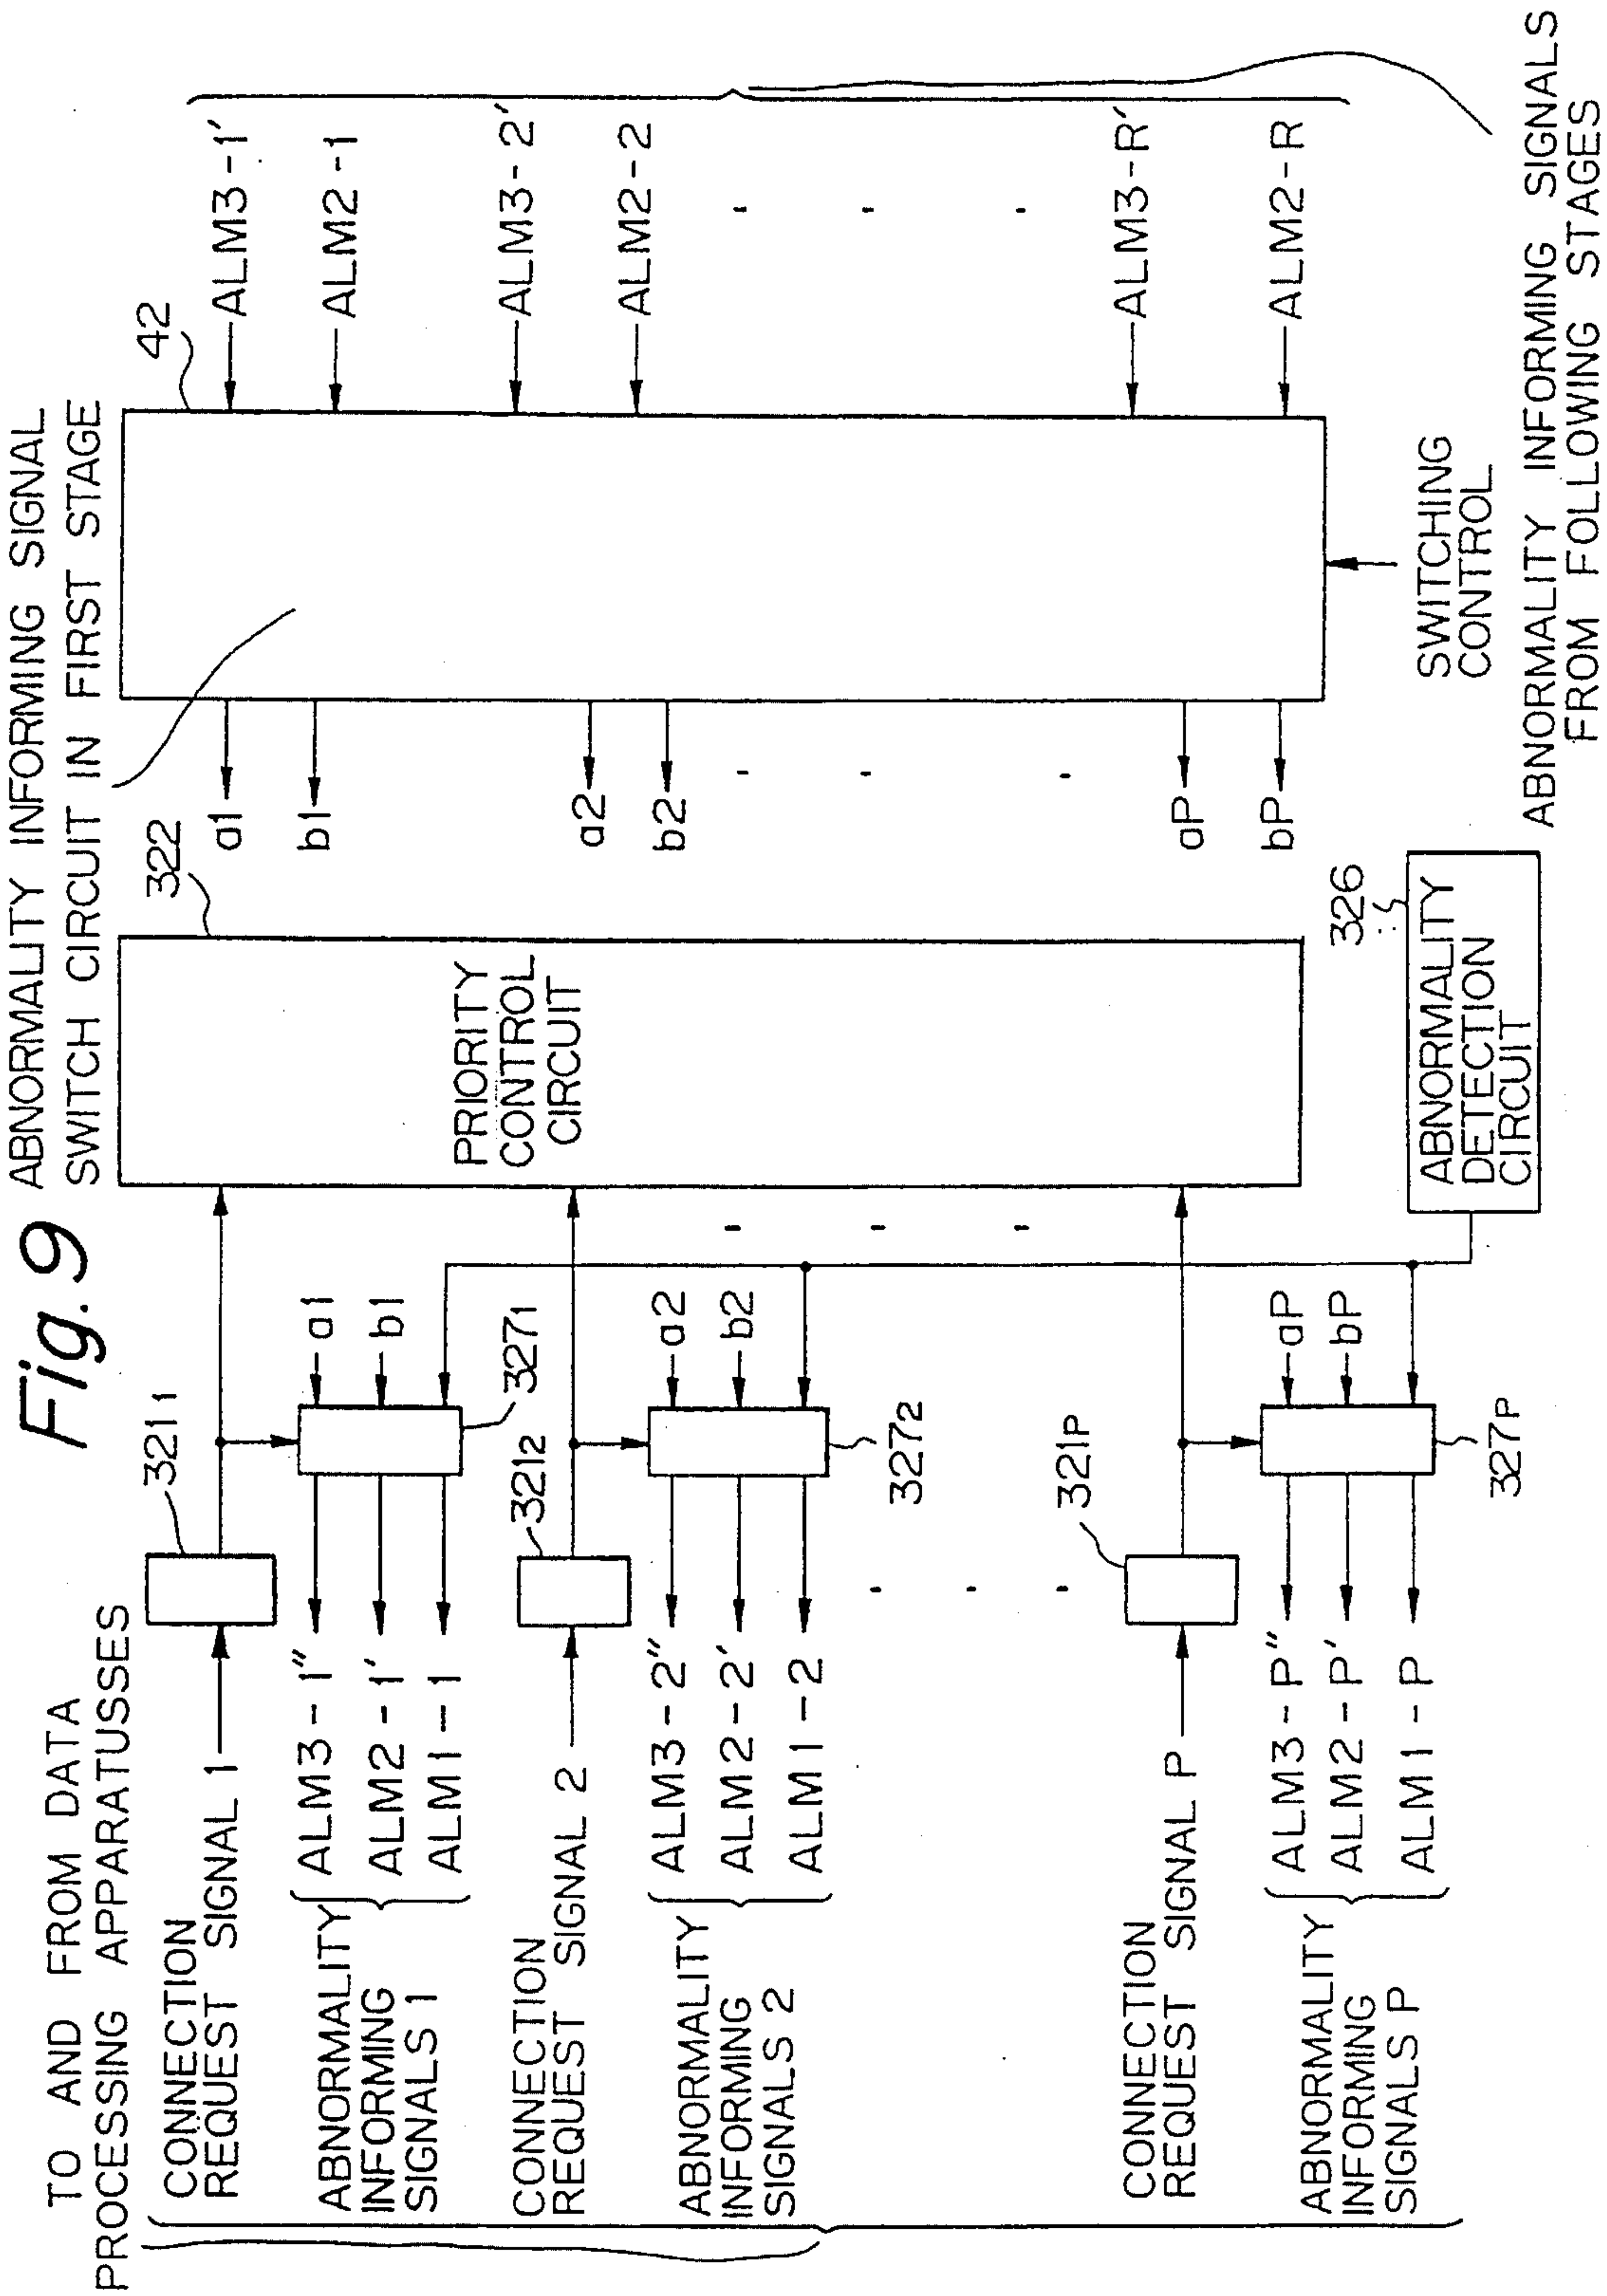 Fig. 9
ABNORMALITY INFORMING SIGNAL
SWITCH CIRCUIT IN FIRST STAGE
TO AND FROM DATA
PROCESSING APPARATUSSES
CONNECTION
REQUEST SIGNAL 1
3211
322
42
ALM3-1'
ALM2-1
a1
b1
a1
b1
3271
ALM3-1"
ALM2-1'
ALM1-1
ABNORMALITY
INFORMING
SIGNALS 1
PRIORITY
CONTROL
CIRCUIT
CONNECTION
REQUEST SIGNAL 2
3212
a2
b2
ALM3-2'
ALM2-2
a2
b2
3272
ALM3-2"
ALM2-2'
ALM1-2
ABNORMALITY
INFORMING
SIGNALS 2
CONNECTION
REQUEST SIGNAL P
321P
aP
bP
ALM3-R'
ALM2-R
aP
bP
327P
ALM3-P"
ALM2-P'
ALM1-P
ABNORMALITY
INFORMING
SIGNALS P
326
ABNORMALITY
DETECTION
CIRCUIT
SWITCHING
CONTROL
ABNORMALITY INFORMING SIGNALS
FROM FOLLOWING STAGES